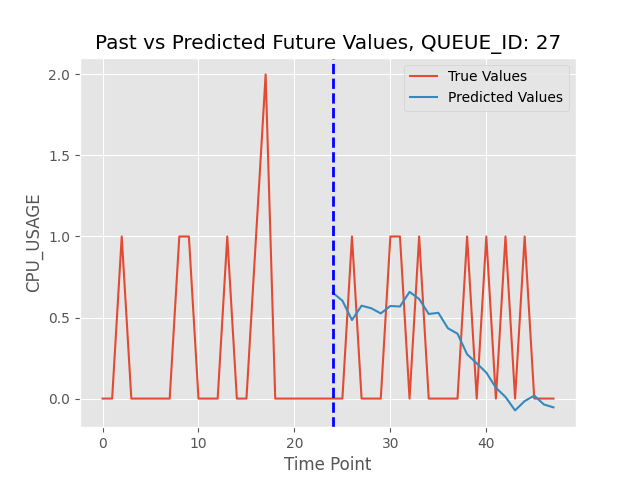 Past vs Predicted Future Values, QUEUE_ID: 27
True Values
Predicted Values
CPU_USAGE
2.0
1.5
1.0
0.5
0.0
0 10 20 30 40
Time Point